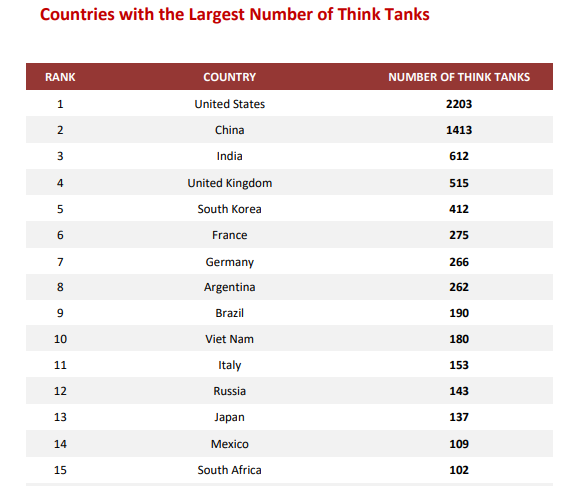 Countries with the Largest Number of Think Tanks
RANK COUNTRY NUMBER OF THINK TANKS
1 United States 2203
2 China 1413
3 India 612
4 United Kingdom 515
5 South Korea 412
6 France 275
7 Germany 266
8 Argentina 262
9 Brazil 190
10 Viet Nam 180
11 Italy 153
12 Russia 143
13 Japan 137
14 Mexico 109
15 South Africa 102